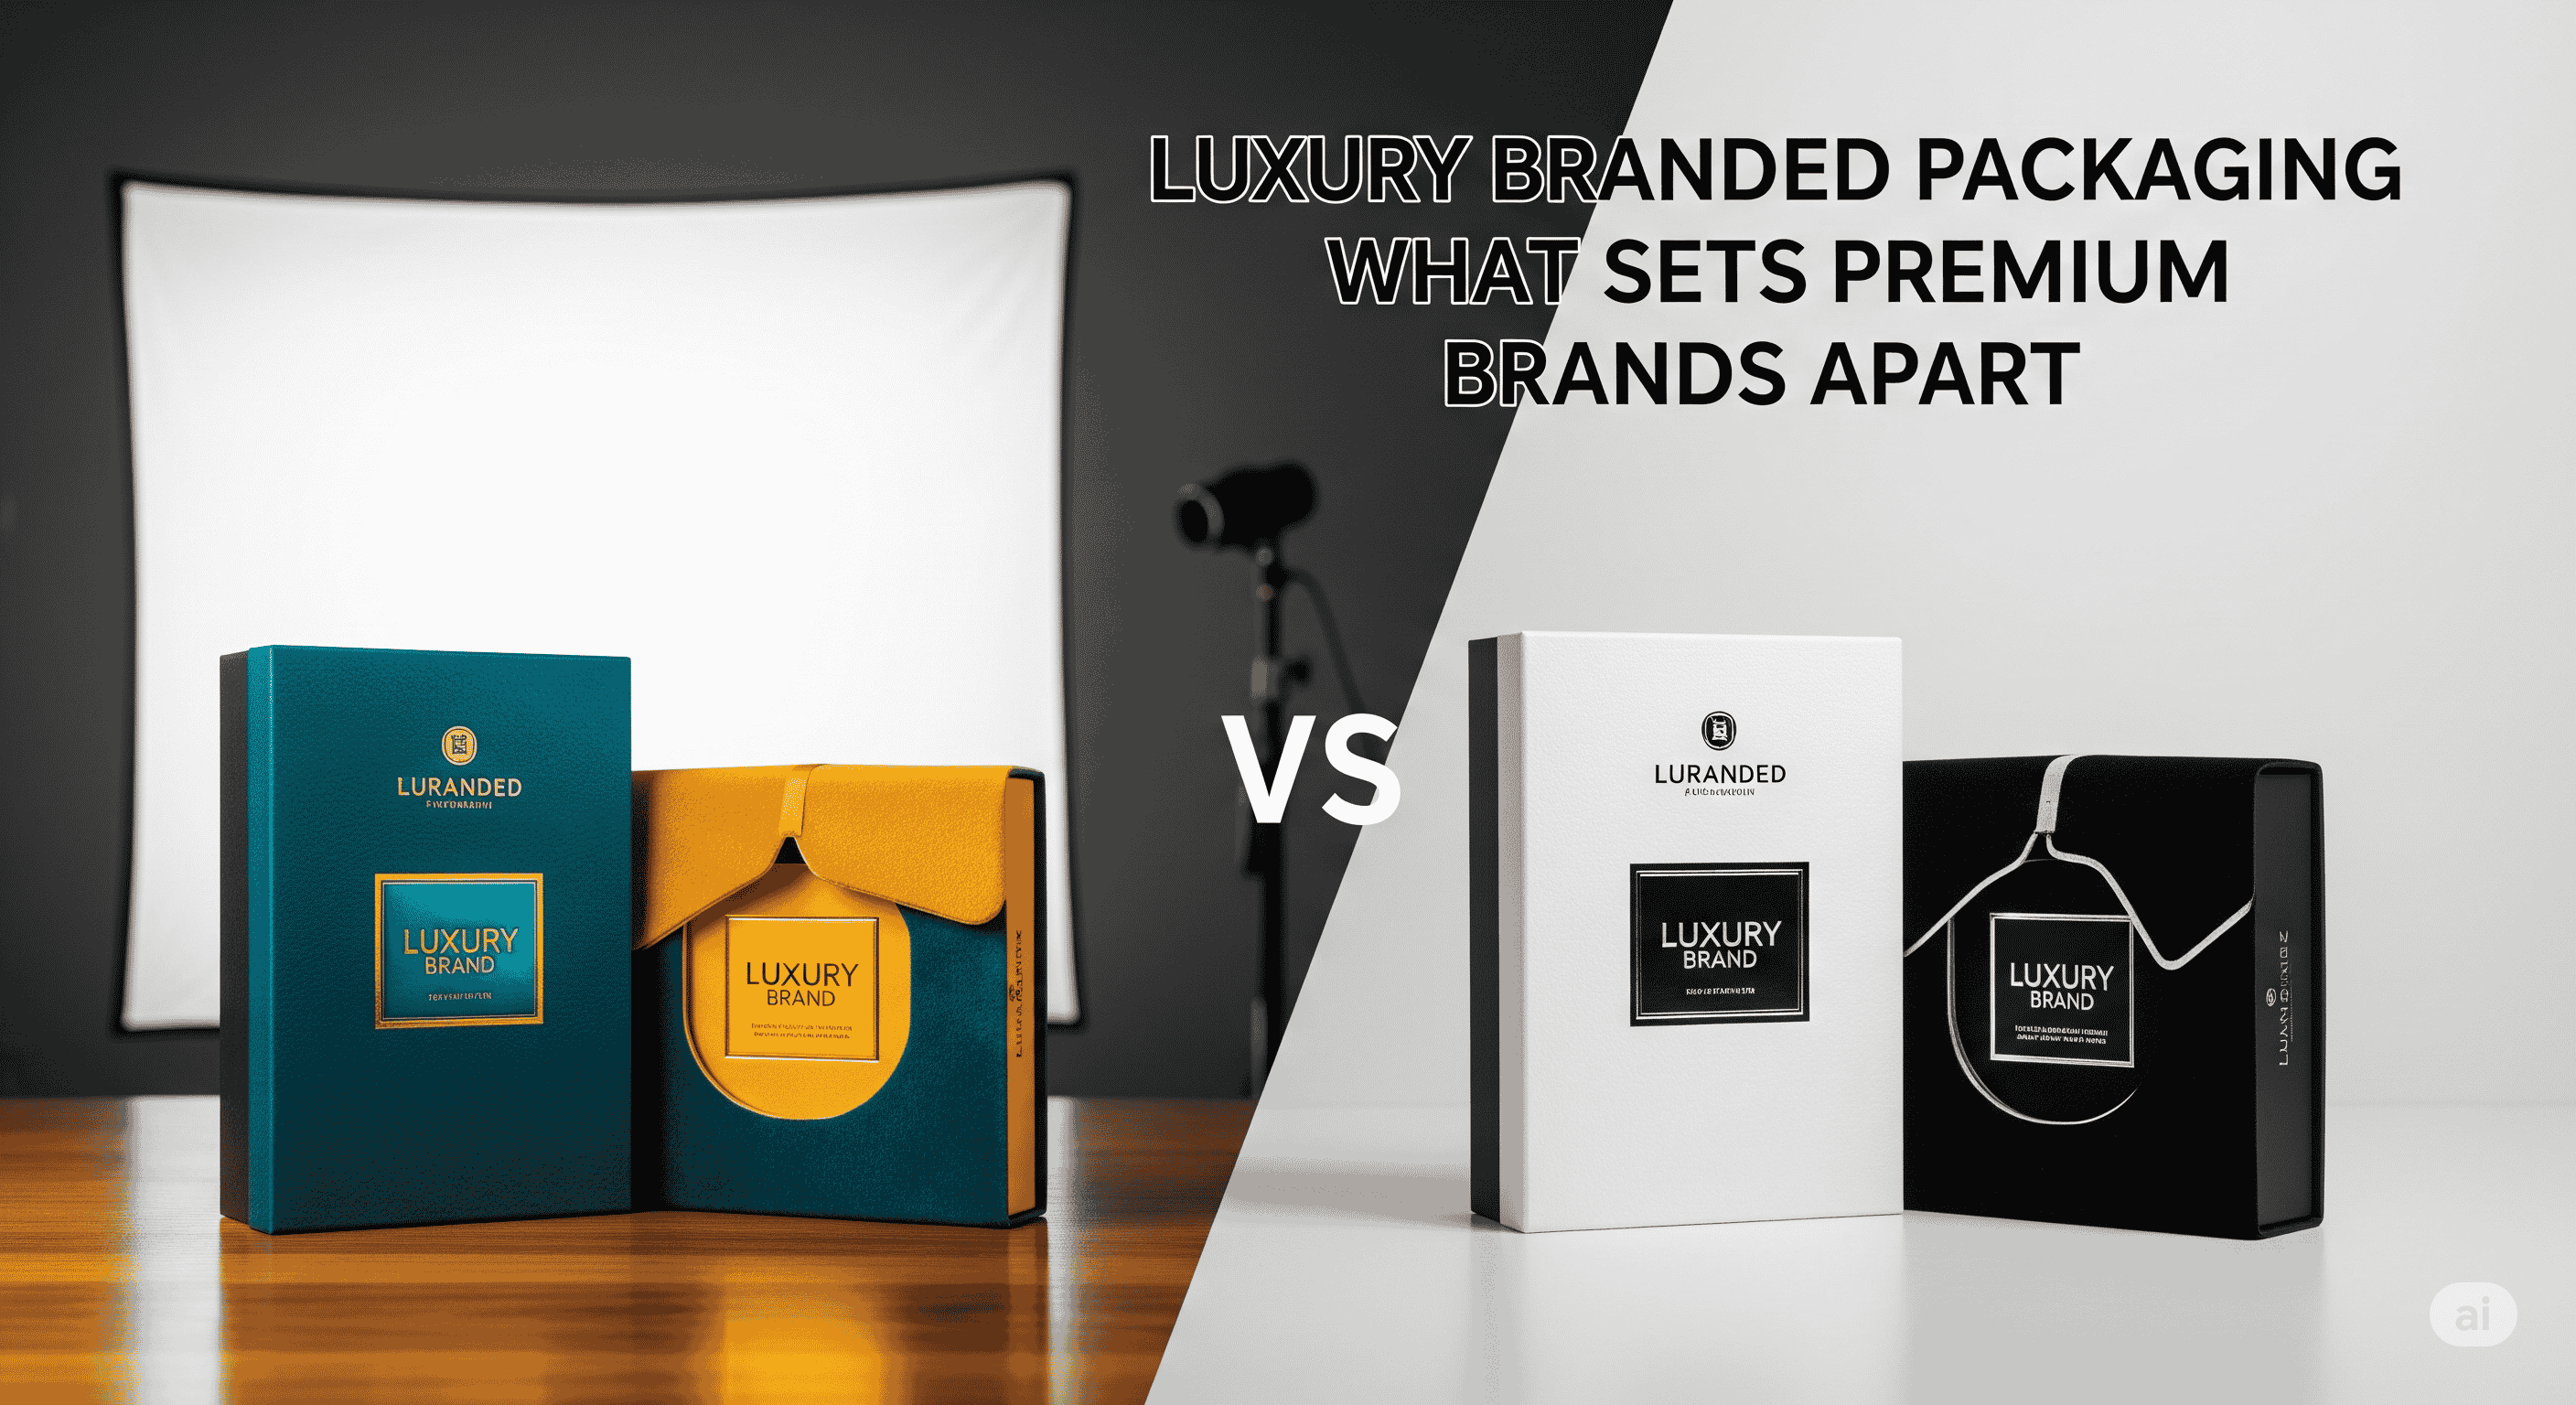 LUXURY BRANDED PACKAGING
WHAT SETS PREMIUM
BRANDS APART
VS
LURANDED
LUXURY
BRAND
LUXURY
BRAND
LURANDED
LUXURY
BRAND
LUXURY
BRAND
ai